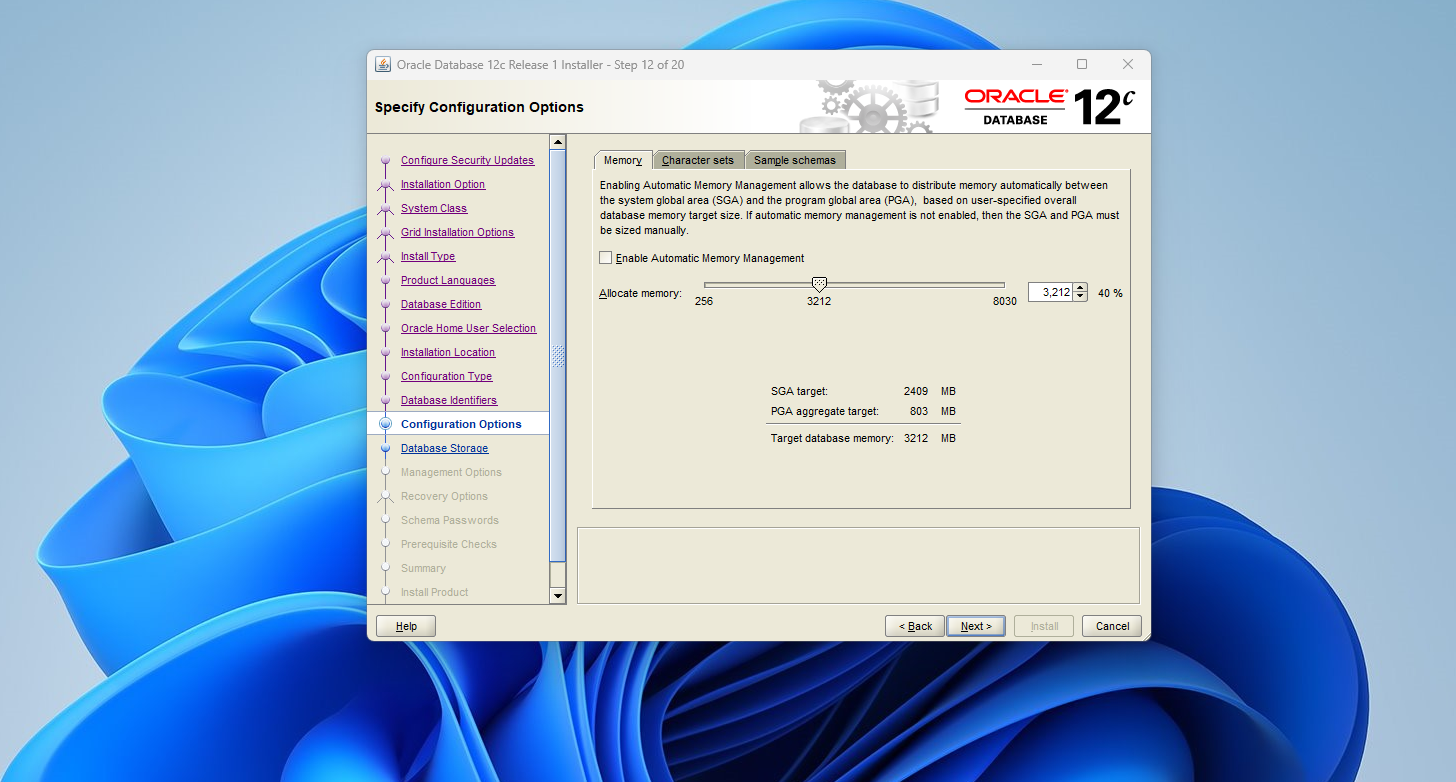 Oracle Database 12c Release 1 Installer - Step 12 of 20
Specify Configuration Options
ORACLE®
DATABASE
12c
Configure Security Updates
Installation Option
System Class
Grid Installation Options
Install Type
Product Languages
Database Edition
Oracle Home User Selection
Installation Location
Configuration Type
Database Identifiers
Configuration Options
Database Storage
Management Options
Recovery Options
Schema Passwords
Prerequisite Checks
Summary
Install Product
Memory Character sets Sample schemas
Enabling Automatic Memory Management allows the database to distribute memory automatically between
the system global area (SGA) and the program global area (PGA), based on user-specified overall
database memory target size. If automatic memory management is not enabled, then the SGA and PGA must
be sized manually.
Enable Automatic Memory Management
Allocate memory: 3,212 40 %
256 3212 8030
SGA target: 2409 MB
PGA aggregate target: 803 MB
Target database memory: 3212 MB
Help < Back Next > Install Cancel